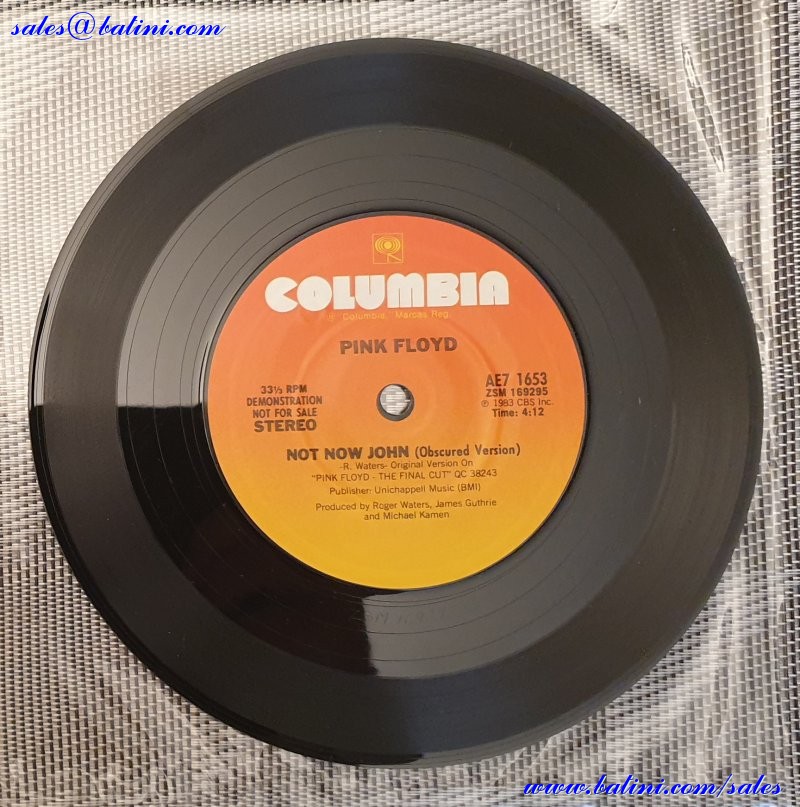 sales@batini.com
COLUMBIA
® Columbia, Marcas Reg.
PINK FLOYD
33⅓ RPM
DEMONSTRATION
NOT FOR SALE
STEREO
AE7 1653
ZSM 169295
℗ 1983 CBS Inc.
Time: 4:12
NOT NOW JOHN (Obscured Version)
-R. Waters- Original Version On
"PINK FLOYD - THE FINAL CUT" QC 38243
Publisher: Unichappell Music (BMI)
Produced by Roger Waters, James Guthrie
and Michael Kamen
www.batini.com/sales